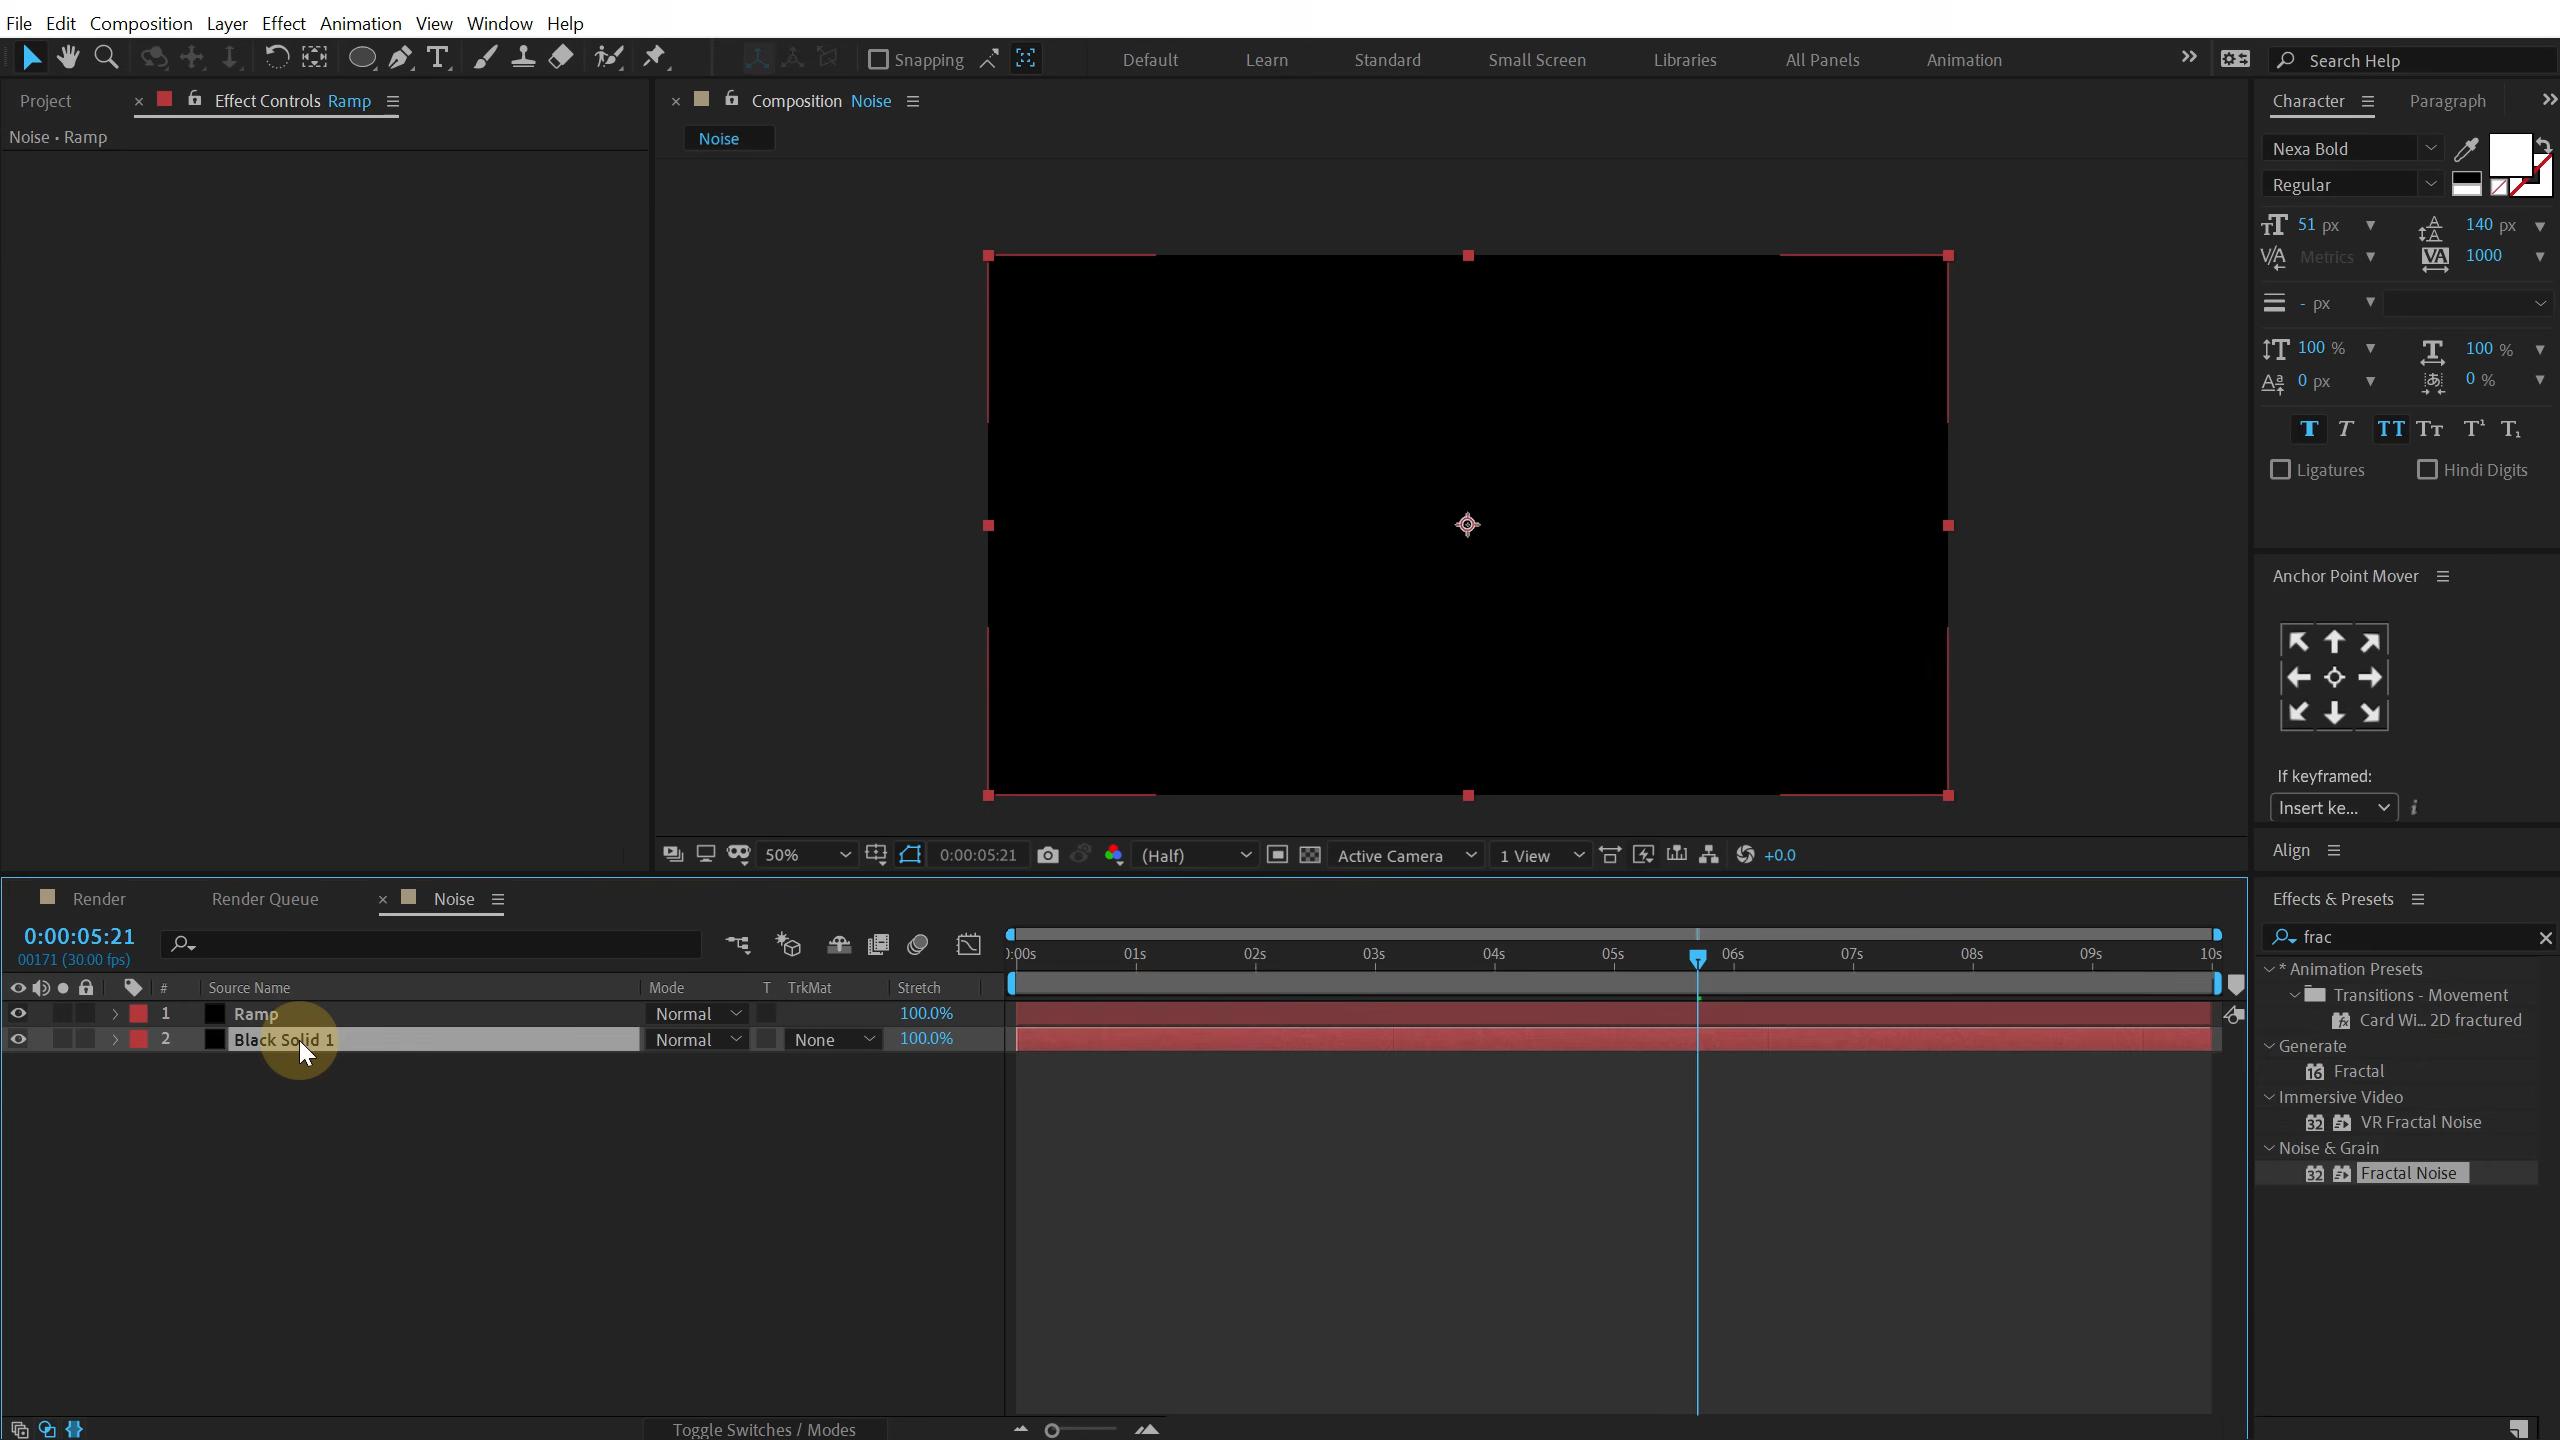 File Edit Composition Layer Effect Animation View Window Help
Snapping Default Learn Standard Small Screen Libraries All Panels Animation Search Help
Project Effect Controls Ramp
Noise • Ramp
Composition Noise
Noise
Character Paragraph
Nexa Bold
Regular
51 px 140 px
Metrics 1000
- px
100 % 100 %
0 px 0 %
Ligatures Hindi Digits
Anchor Point Mover
If keyframed:
Insert ke...
Align
50% 0:00:05:21 (Half) Active Camera 1 View +0.0
Render Render Queue Noise
0:00:05:21
00171 (30.00 fps)
# Source Name Mode T TrkMat Stretch
1 Ramp Normal 100.0%
2 Black Solid 1 Normal None 100.0%
):00s 01s 02s 03s 04s 05s 06s 07s 08s 09s 10s
Toggle Switches / Modes
Effects & Presets
frac
* Animation Presets
Transitions - Movement
Card Wi... 2D fractured
Generate
16 Fractal
Immersive Video
32 VR Fractal Noise
Noise & Grain
32 Fractal Noise